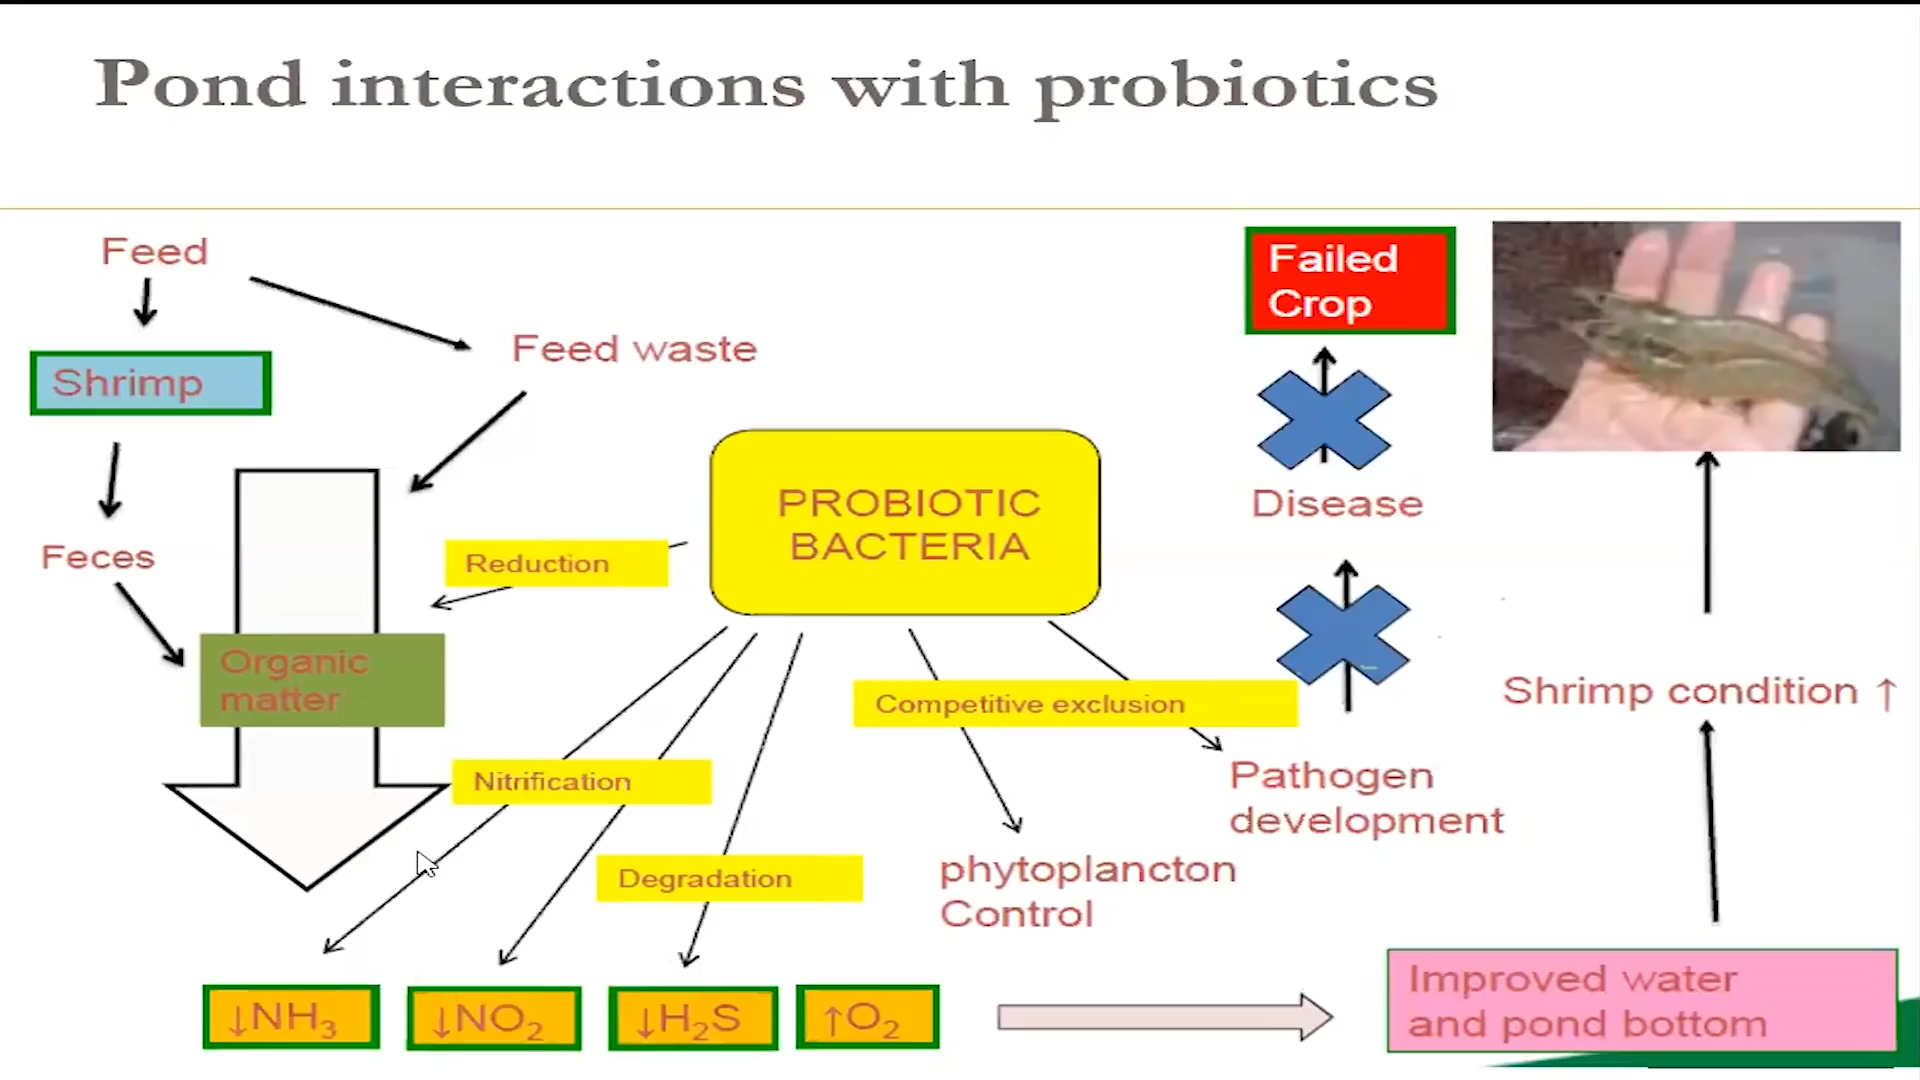 Pond interactions with probiotics
Feed
Feed waste
Shrimp
Feces
Organic
matter
Reduction
PROBIOTIC
BACTERIA
Nitrification
Degradation
Competitive exclusion
phytoplancton
Control
Pathogen
development
Disease
Failed
Crop
↓NH₃
↓NO₂
↓H₂S
↑O₂
Improved water
and pond bottom
Shrimp condition ↑